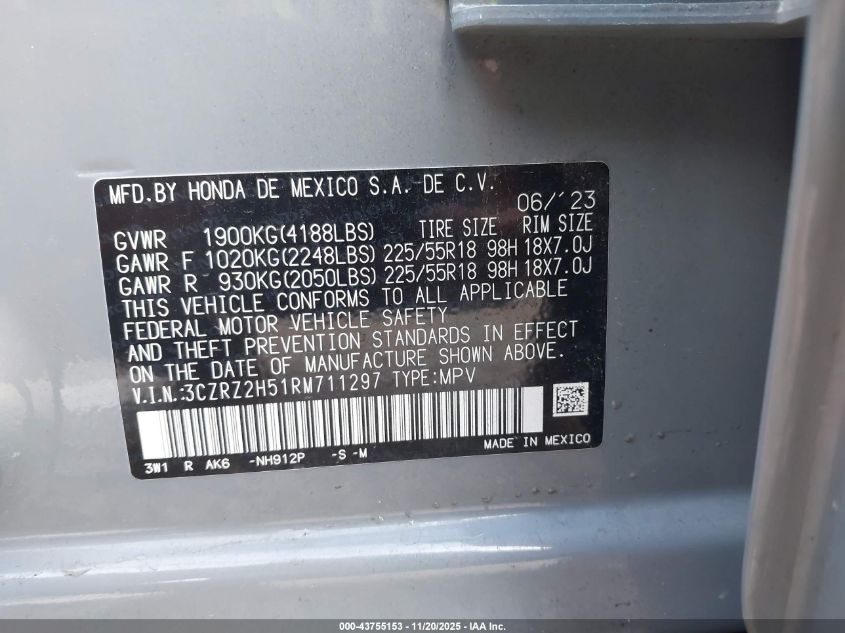 MFD.BY HONDA DE MEXICO S.A. DE C.V.
06/'23
GVWR 1900KG(4188LBS) TIRE SIZE RIM SIZE
GAWR F 1020KG(2248LBS) 225/55R18 98H 18X7.0J
GAWR R 930KG(2050LBS) 225/55R18 98H 18X7.0J
THIS VEHICLE CONFORMS TO ALL APPLICABLE
FEDERAL MOTOR VEHICLE SAFETY
AND THEFT PREVENTION STANDARDS IN EFFECT
ON THE DATE OF MANUFACTURE SHOWN ABOVE.
V.I.N.:3CZRZ2H51RM711297 TYPE:MPV
MADE IN MEXICO
3W1 R AK6 -NH912P -S -M
000-43755153 - 11/20/2025 - IAA Inc.